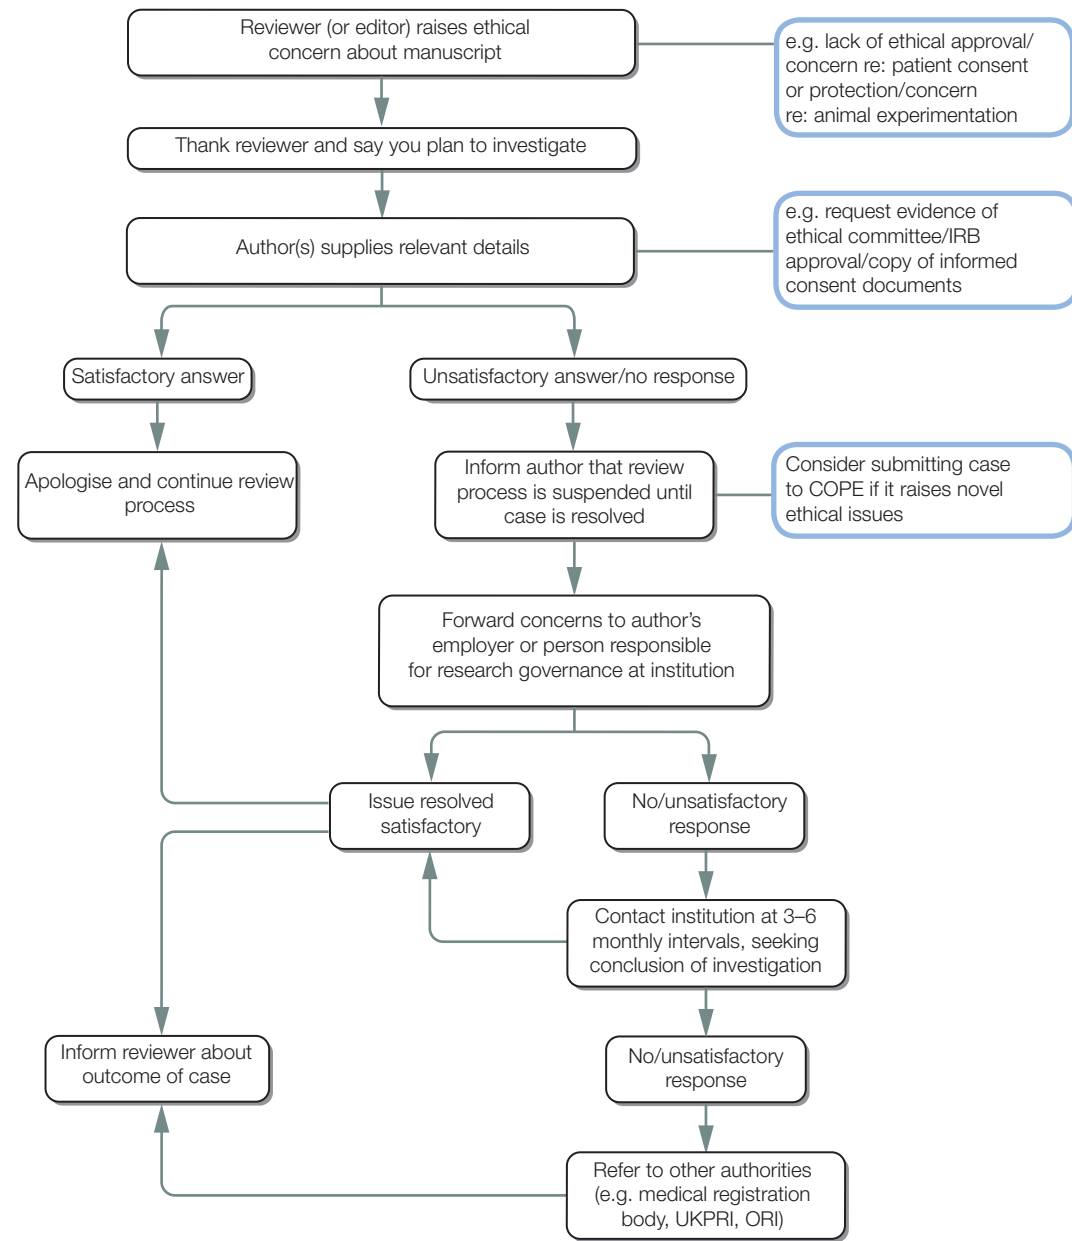 Reviewer (or editor) raises ethical
concern about manuscript
e.g. lack of ethical approval/
concern re: patient consent
or protection/concern
re: animal experimentation
Thank reviewer and say you plan to investigate
Author(s) supplies relevant details
e.g. request evidence of
ethical committee/IRB
approval/copy of informed
consent documents
Satisfactory answer
Unsatisfactory answer/no response
Apologise and continue review
process
Inform author that review
process is suspended until
case is resolved
Consider submitting case
to COPE if it raises novel
ethical issues
Forward concerns to author’s
employer or person responsible
for research governance at institution
Issue resolved
satisfactory
No/unsatisfactory
response
Contact institution at 3–6
monthly intervals, seeking
conclusion of investigation
Inform reviewer about
outcome of case
No/unsatisfactory
response
Refer to other authorities
(e.g. medical registration
body, UKPRI, ORI)